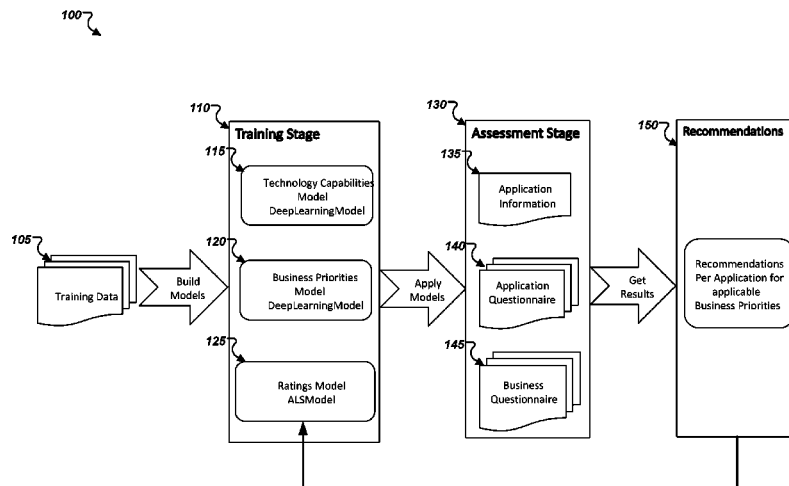 100
105
Training Data
Build
Models
110
Training Stage
115
Technology Capabilities
Model
DeepLearningModel
120
Business Priorities
Model
DeepLearningModel
125
Ratings Model
ALSModel
Apply
Models
130
Assessment Stage
135
Application
Information
140
Application
Questionnaire
145
Business
Questionnaire
Get
Results
150
Recommendations
Recommendations
Per Application for
applicable
Business Priorities